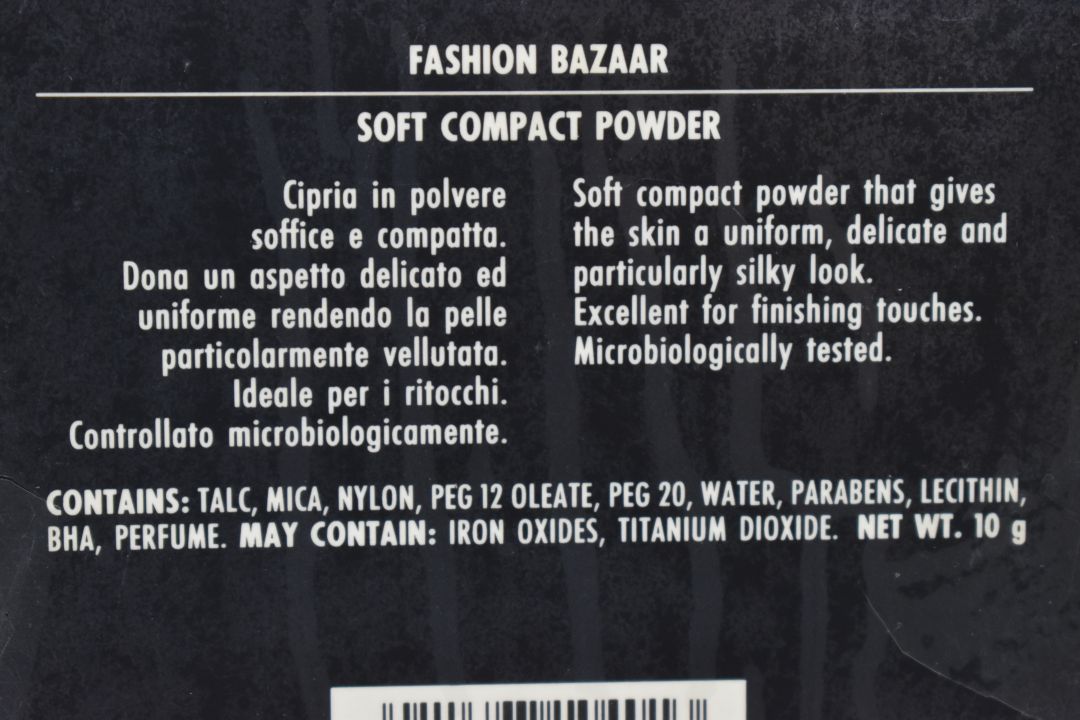 FASHION BAZAAR
SOFT COMPACT POWDER
Cipria in polvere
soffice e compatta.
Dona un aspetto delicato ed
uniforme rendendo la pelle
particolarmente vellutata.
Ideale per i ritocchi.
Controllato microbiologicamente.
Soft compact powder that gives
the skin a uniform, delicate and
particularly silky look.
Excellent for finishing touches.
Microbiologically tested.
CONTAINS: TALC, MICA, NYLON, PEG 12 OLEATE, PEG 20, WATER, PARABENS, LECITHIN,
BHA, PERFUME. MAY CONTAIN: IRON OXIDES, TITANIUM DIOXIDE. NET WT. 10 g